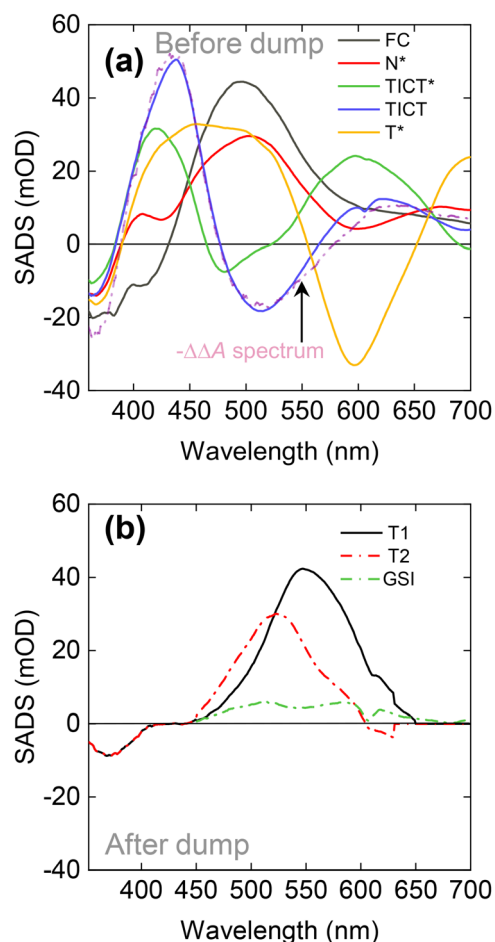 60
Before dump
(a)
FC
N*
TICT*
TICT
T*
40
20
0
-20
-40
SADS (mOD)
-ΔΔA spectrum
400 450 500 550 600 650 700
Wavelength (nm)
60
(b)
T1
T2
GSI
40
20
0
-20
-40
SADS (mOD)
After dump
400 450 500 550 600 650 700
Wavelength (nm)